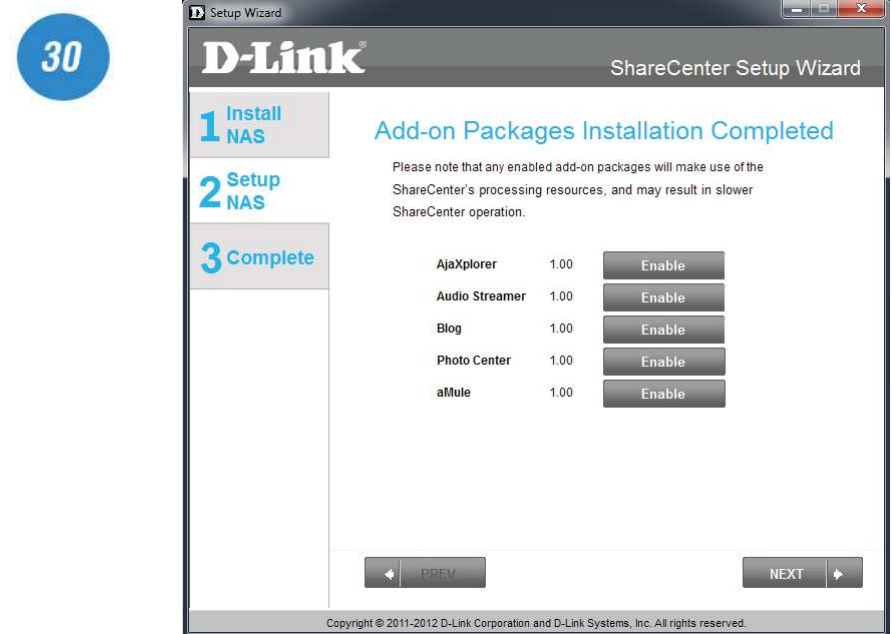 30
Setup Wizard
D-Link®
ShareCenter Setup Wizard
1 Install
NAS
2 Setup
NAS
3 Complete
Add-on Packages Installation Completed
Please note that any enabled add-on packages will make use of the
ShareCenter's processing resources, and may result in slower
ShareCenter operation.
AjaXplorer 1.00 Enable
Audio Streamer 1.00 Enable
Blog 1.00 Enable
Photo Center 1.00 Enable
aMule 1.00 Enable
PREV
NEXT
Copyright © 2011-2012 D-Link Corporation and D-Link Systems, Inc. All rights reserved.